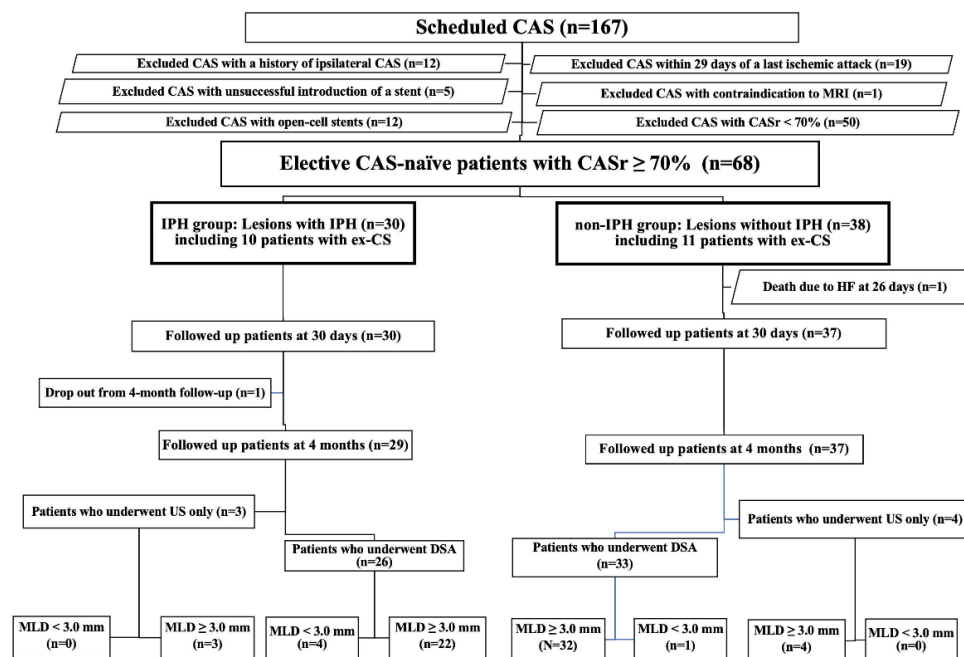 Scheduled CAS (n=167)
Excluded CAS with a history of ipsilateral CAS (n=12)
Excluded CAS within 29 days of a last ischemic attack (n=19)
Excluded CAS with unsuccessful introduction of a stent (n=5)
Excluded CAS with contraindication to MRI (n=1)
Excluded CAS with open-cell stents (n=12)
Excluded CAS with CASr < 70% (n=50)
Elective CAS-naïve patients with CASr ≥ 70% (n=68)
IPH group: Lesions with IPH (n=30)
including 10 patients with ex-CS
non-IPH group: Lesions without IPH (n=38)
including 11 patients with ex-CS
Death due to HF at 26 days (n=1)
Followed up patients at 30 days (n=30)
Followed up patients at 30 days (n=37)
Drop out from 4-month follow-up (n=1)
Followed up patients at 4 months (n=29)
Followed up patients at 4 months (n=37)
Patients who underwent US only (n=3)
Patients who underwent US only (n=4)
Patients who underwent DSA
(n=26)
Patients who underwent DSA
(n=33)
MLD < 3.0 mm
(n=0)
MLD ≥ 3.0 mm
(n=3)
MLD < 3.0 mm
(n=4)
MLD ≥ 3.0 mm
(n=22)
MLD ≥ 3.0 mm
(N=32)
MLD < 3.0 mm
(n=1)
MLD ≥ 3.0 mm
(n=4)
MLD < 3.0 mm
(n=0)